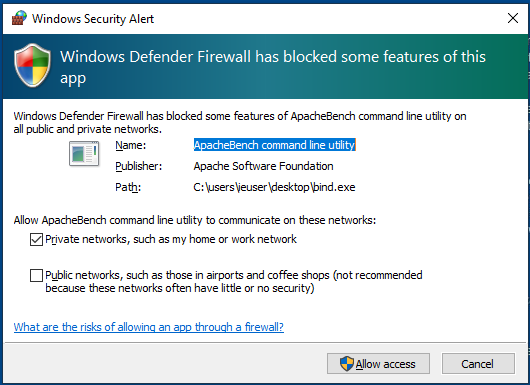 Windows Security Alert
Windows Defender Firewall has blocked some features of this
app
Windows Defender Firewall has blocked some features of ApacheBench command line utility on
all public and private networks.
Name: ApacheBench command line utility
Publisher: Apache Software Foundation
Path: C:\users\ieuser\desktop\bind.exe
Allow ApacheBench command line utility to communicate on these networks:
Private networks, such as my home or work network
Public networks, such as those in airports and coffee shops (not recommended
because these networks often have little or no security)
What are the risks of allowing an app through a firewall?
Allow access Cancel